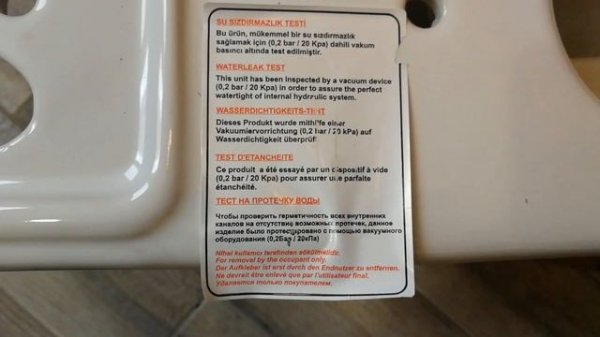 SU SIZDIRMAZLIK TESTİ
Bu ürün, mükemmel bir su sızdırmazlık
sağlamak için (0,2 bar / 20 Kpa) dahili vakum
basıncı altında test edilmiştir.
WATERLEAK TEST
This unit has been inspected by a vacuum device
(0,2 bar / 20 Kpa) in order to assure the perfect
watertight of internal hydraulic system.
WASSERDICHTIGKEITS-TEST
Dieses Produkt wurde mithilfe einer
Vakuumiervorrichtung (0,2 bar / 20 kPa) auf
Wasserdichtigkeit überprüft
TEST D'ETANCHEITE
Ce produit a été essayé par un dispositif à vide
(0,2 bar / 20 Kpa) pour assurer une parfaite
étanchéité.
ТЕСТ НА ПРОТЕЧКУ ВОДЫ
Чтобы проверить герметичность всех внутренних
каналов на отсутствие возможных протечек, данное
изделие было протестировано с помощью вакуумного
оборудования (0,2Бар / 20кПа)
Nihai kullanıcı tarafından sökülmelidir.
For removal by the occupant only.
Der Aufkleber ist erst durch den Endnutzer zu entfernen.
Ne devrait être enlevé que par l'utilisateur final.
Удаляется только покупателем.